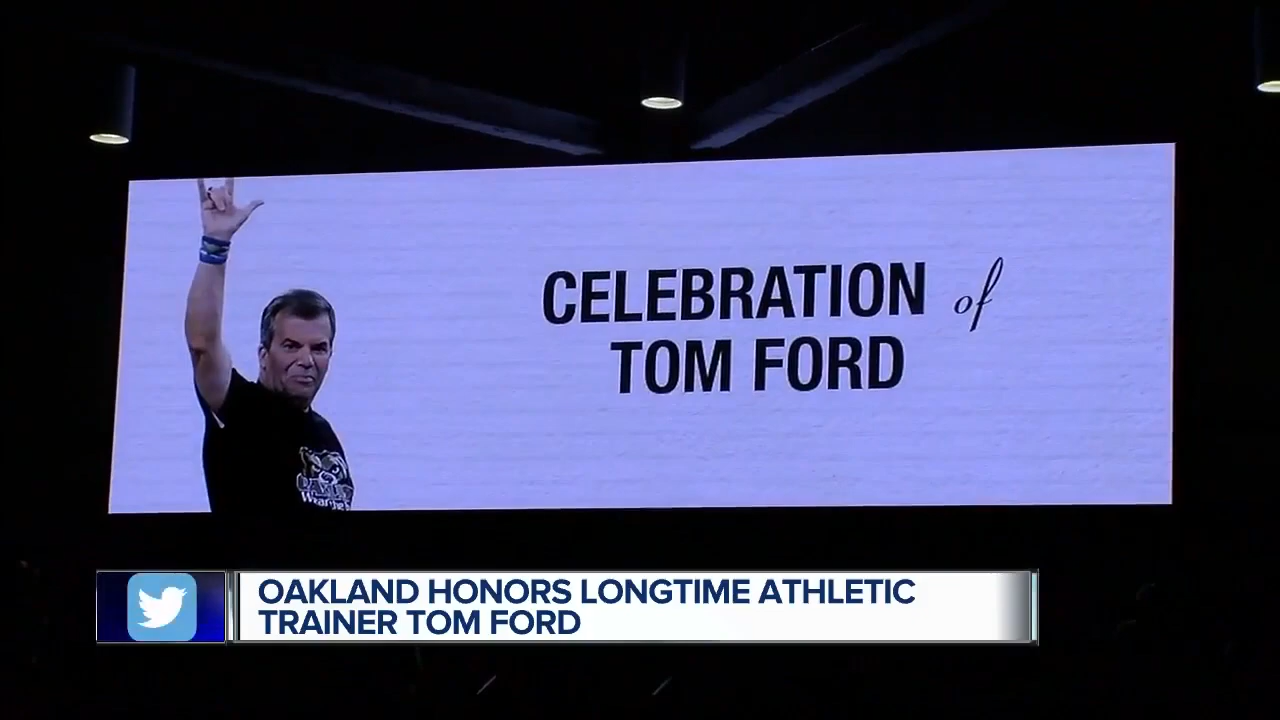 CELEBRATION of
TOM FORD
OAKLAND HONORS LONGTIME ATHLETIC
TRAINER TOM FORD